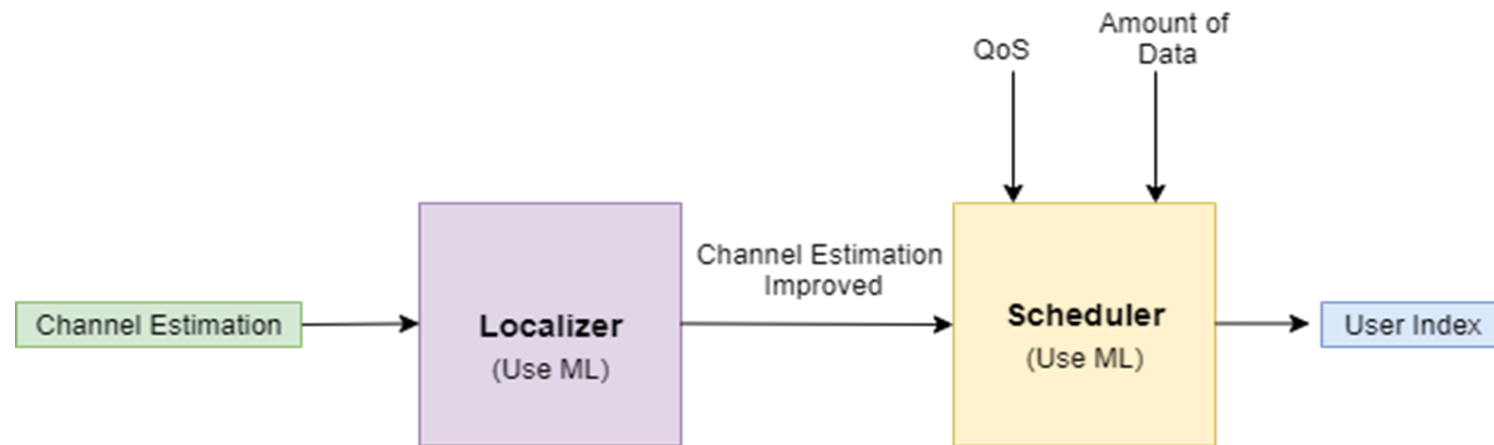 QoS
Amount of
Data
Channel Estimation
Localizer
(Use ML)
Channel Estimation
Improved
Scheduler
(Use ML)
User Index